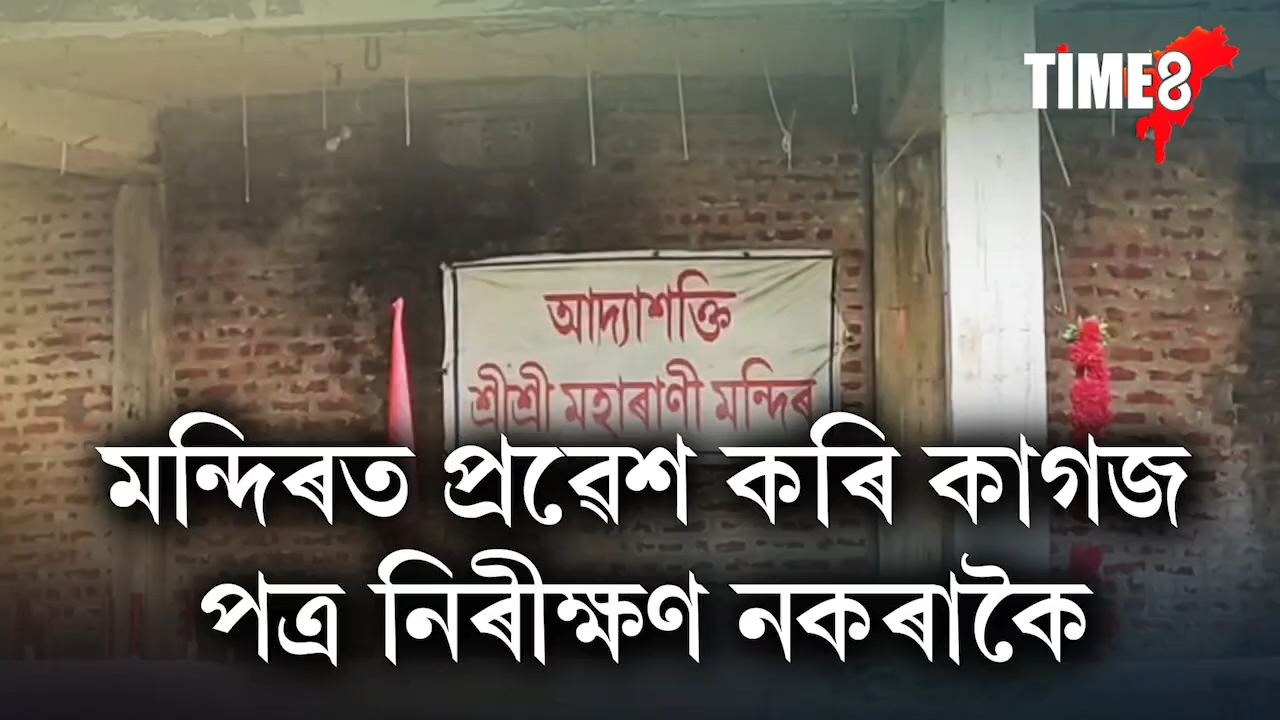 TIME8
আদ্যাশক্তি
শ্ৰীশ্ৰী মহাৰাণী মন্দিৰ
মন্দিৰত প্ৰৱেশ কৰি কাগজ
পত্ৰ নিৰীক্ষণ নকৰাকৈ